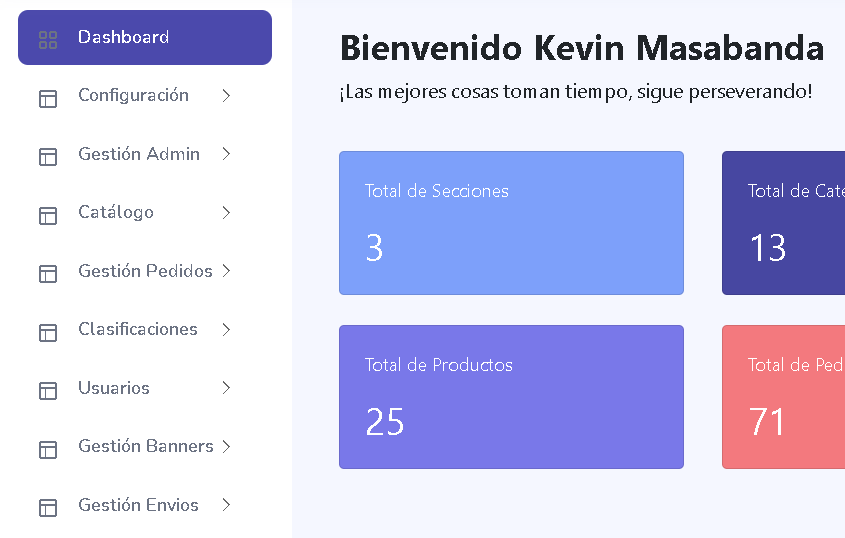 Dashboard
Configuración
Gestión Admin
Catálogo
Gestión Pedidos
Clasificaciones
Usuarios
Gestión Banners
Gestión Envios
Bienvenido Kevin Masabanda
¡Las mejores cosas toman tiempo, sigue perseverando!
Total de Secciones
3
Total de Cate
13
Total de Productos
25
Total de Ped
71